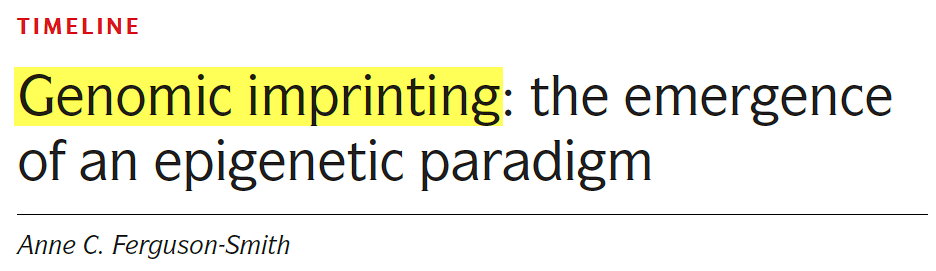 TIMELINE
Genomic imprinting: the emergence
of an epigenetic paradigm
Anne C. Ferguson-Smith